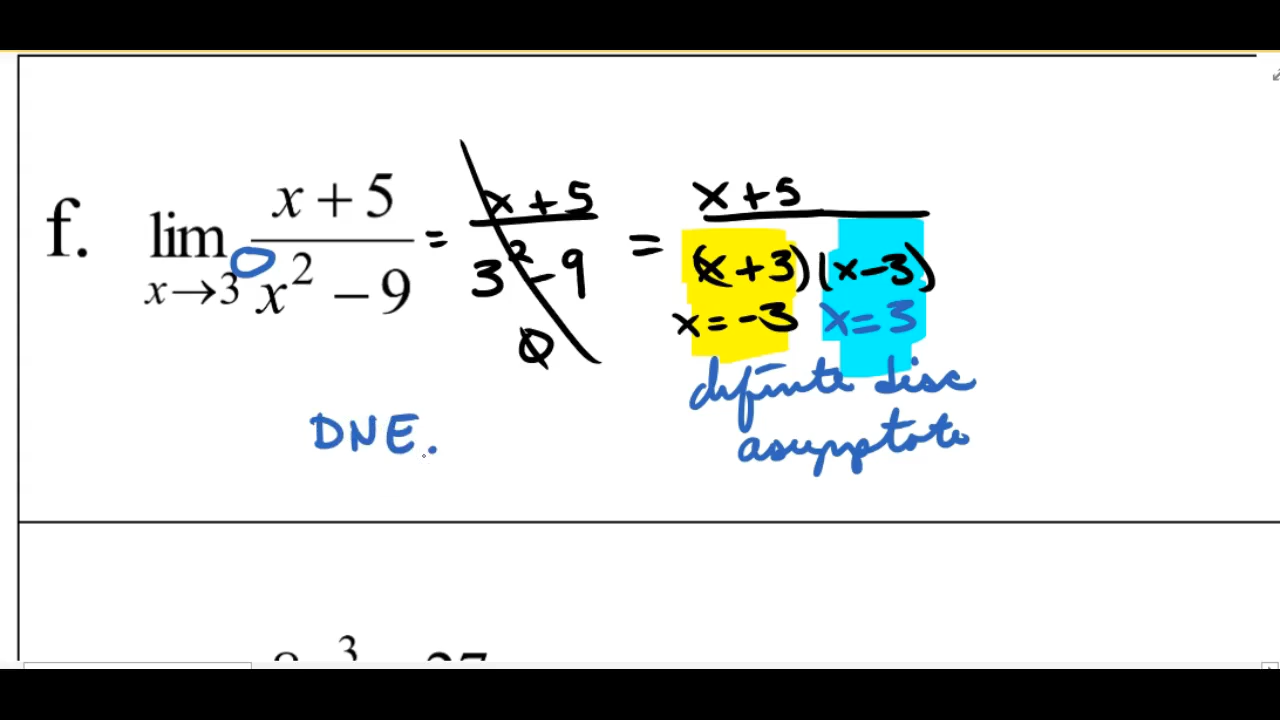 f. lim x→3 x + 5 / x² − 9 = x + 5 / 3² − 9 = x + 5 / (x + 3)(x − 3)
0
x = −3 x = 3
definite disc
asymptote
DNE.